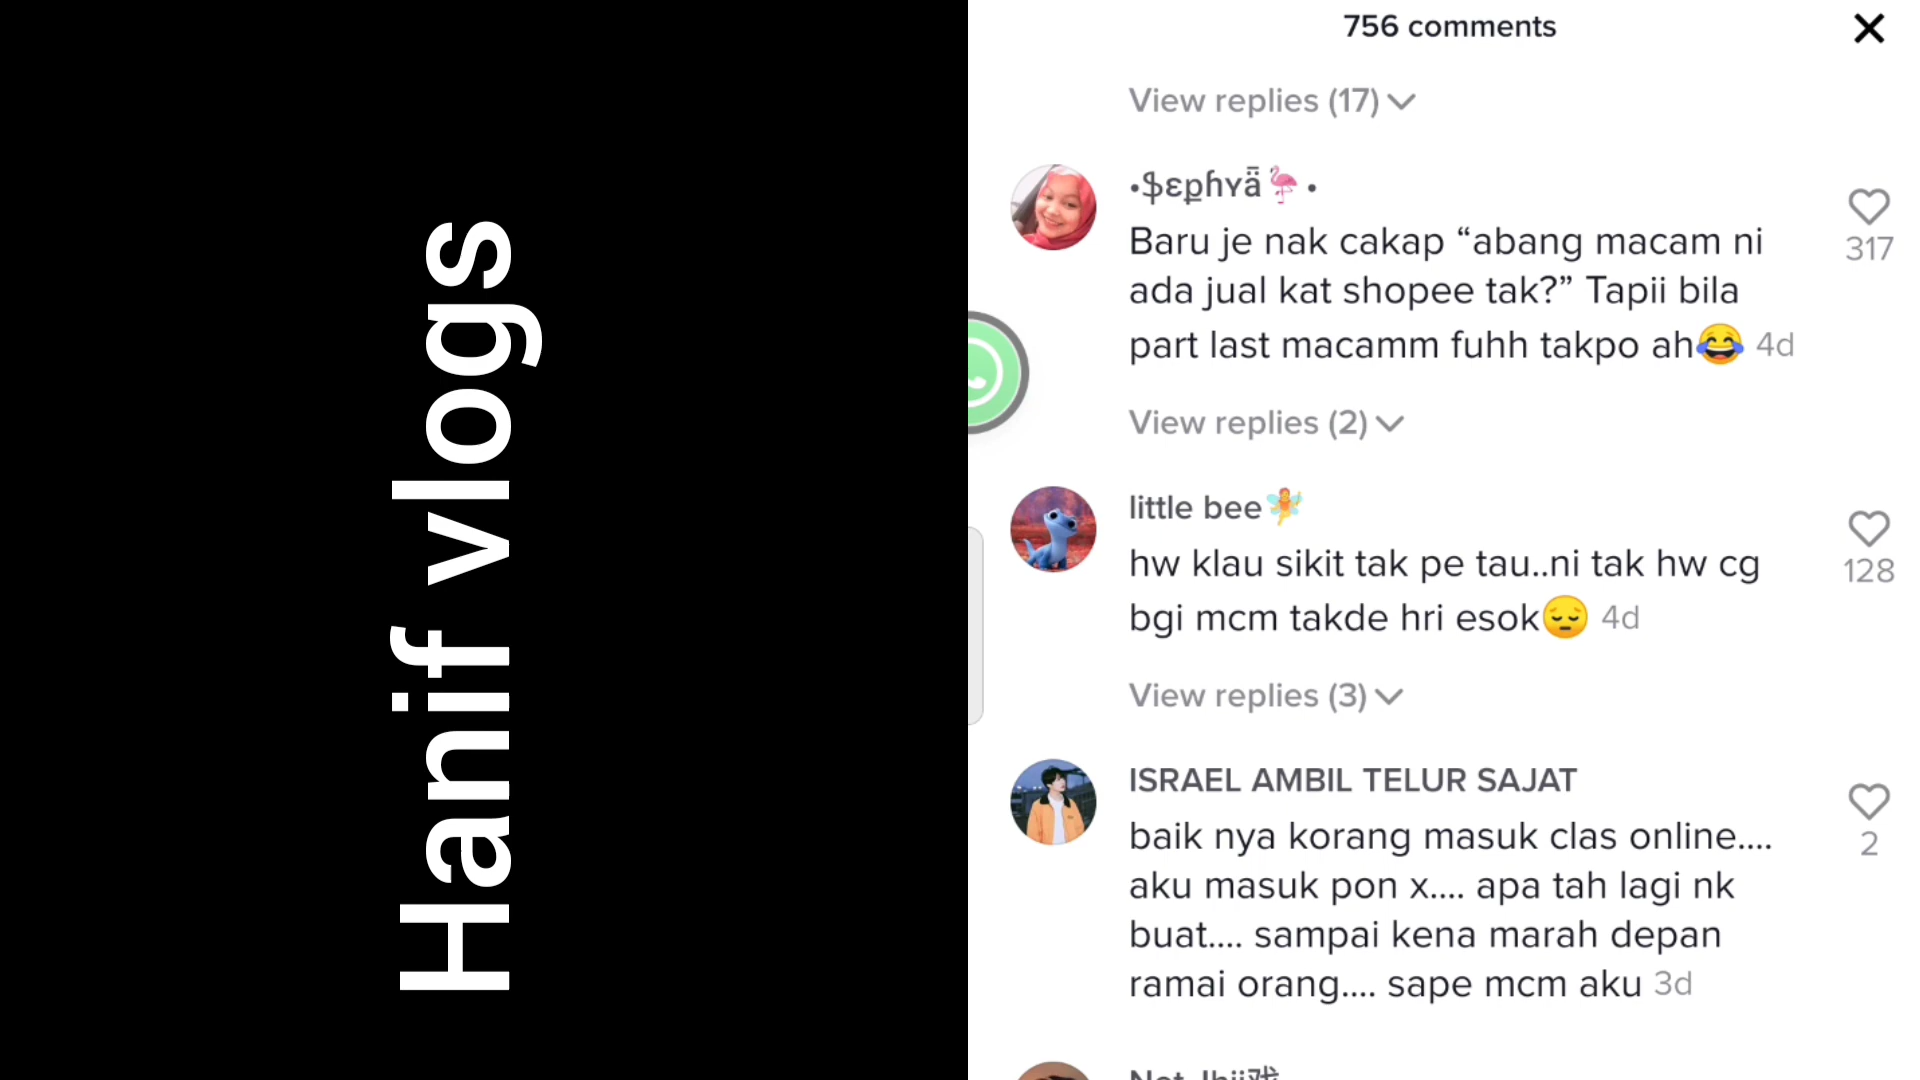 Hanif vlogs
756 comments
View replies (17)
Baru je nak cakap “abang macam ni
ada jual kat shopee tak?” Tapii bila
part last macamm fuhh takpo ah😂 4d
317
View replies (2)
little bee🧚
hw klau sikit tak pe tau..ni tak hw cg
bgi mcm takde hri esok😔 4d
128
View replies (3)
ISRAEL AMBIL TELUR SAJAT
baik nya korang masuk clas online....
aku masuk pon x.... apa tah lagi nk
buat.... sampai kena marah depan
ramai orang.... sape mcm aku 3d
2